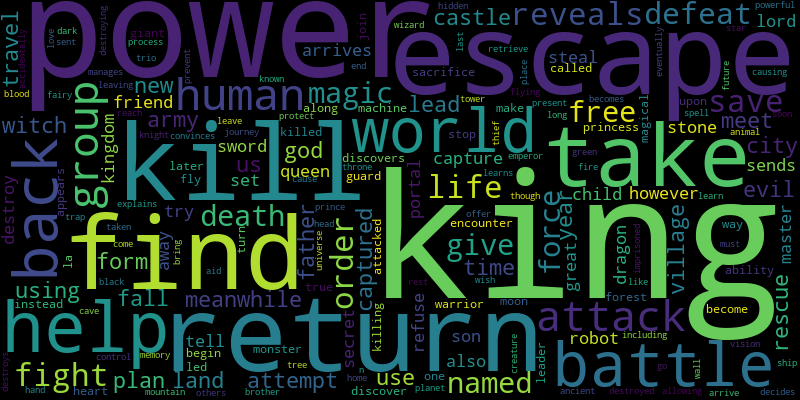 power
escape
king
kill
find
return
help
take
world
battle
back
group
human
magic
attack
life
free
save
defeat
reveals
castle
lord
travel
hidden
love
dark
sent
destroying
process
trio
prevent
giant
wizard
join
arrives
end
steal
called
last
retrieve
place
eventually
star
powerful
causing
accidentally
manages
leaving
known
new
friend
lead
along
machine
sacrifice
flying
tower
make
present
long
becomes
future
upon
spell
magical
princess
stone
meet
city
soon
animal
sends
blood
fairy
witch
army
kingdom
reach
knight
convinces
leave
journey
protect
sword
god
us
queen
killed
stop
discovers
capture
thief
emperor
learns
later
fly
set
cause
throne
guard
though
green
fire
child
however
learn
evil
destroy
appears
explains
trap
taken
death
prince
head
father
order
captured
attacked
portal
encounter
offer
wish
give
time
force
great
year
dragon
village
way
must
ability
master
imprisoned
like
la
come
form
away
bring
try
turn
aid
universe
black
true
rest
warrior
moon
forest
become
rescue
using
instead
cave
fall
meanwhile
secret
refuse
killing
son
robot
including
vision
destroys
control
memory
tell
begin
led
monster
tree
also
leader
creature
wall
go
ship
fight
plan
land
attempt
use
one
named
hand
heart
mountain
others
brother
home
n
discover
planet
ancient
destroyed
allowing
arrive
decides